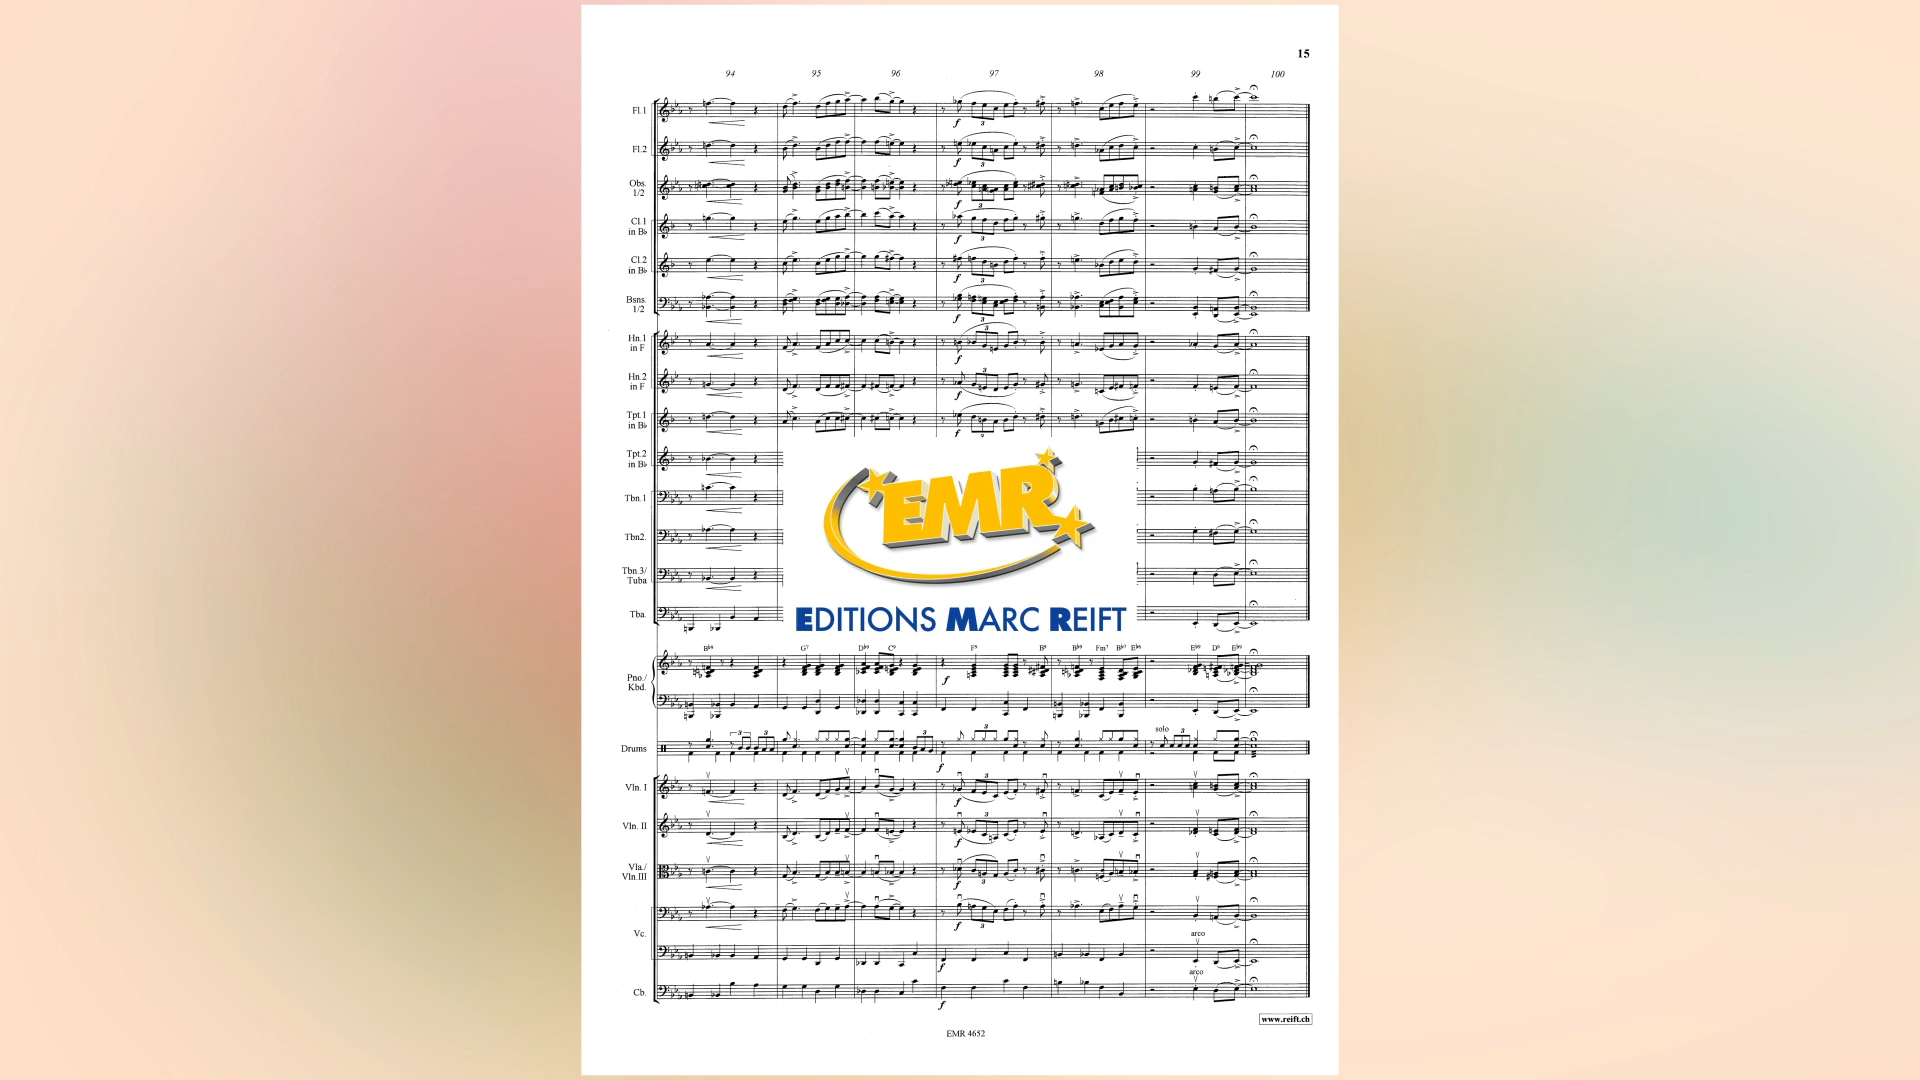 15
94 95 96 97 98 99 100
Fl.1
Fl.2
Obs.
1/2
Cl.1
in B♭
Cl.2
in B♭
Bsns.
1/2
Hn.1
in F
Hn.2
in F
Tpt.1
in B♭
Tpt.2
in B♭
Tbn.1
Tbn2.
Tbn.3/
Tuba
Tba.
EMR
EDITIONS MARC REIFT
G7 Fm7
Pno./
Kbd.
solo
Drums
Vln. I
Vln. II
Vla./
Vln.III
Vc.
arco
arco
Cb.
www.reift.ch
EMR 4652